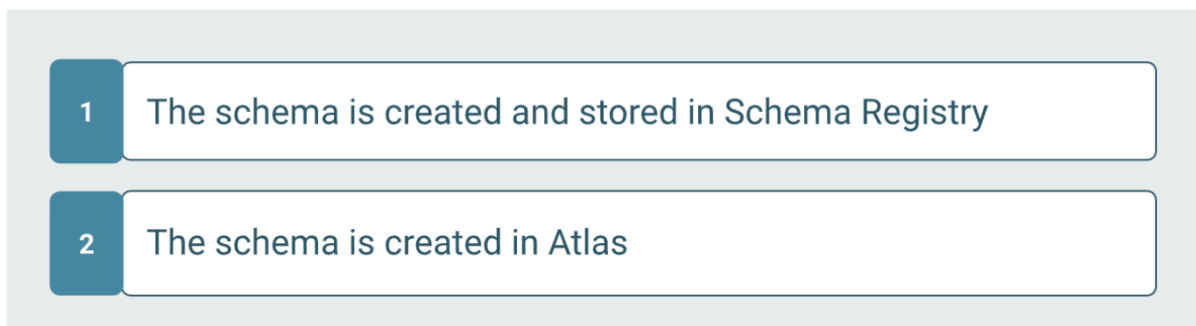 1
The schema is created and stored in Schema Registry
2
The schema is created in Atlas